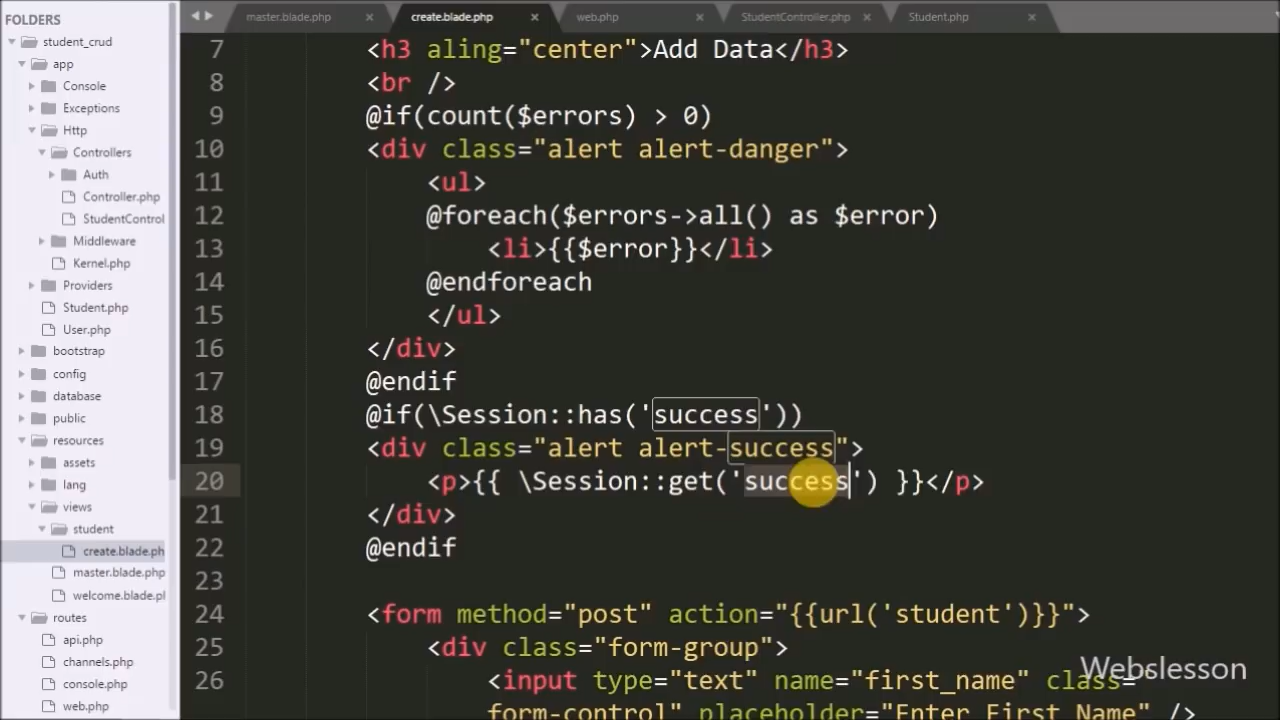 FOLDERS
student_crud
app
Console
Exceptions
Http
Controllers
Auth
Controller.php
StudentControl
Middleware
Kernel.php
Providers
Student.php
User.php
bootstrap
config
database
public
resources
assets
lang
views
student
create.blade.ph
master.blade.php
welcome.blade.pl
routes
api.php
channels.php
console.php
web.php
master.blade.php × create.blade.php × web.php × StudentController.php × Student.php ×
7 <h3 aling="center">Add Data</h3>
8 <br />
9 @if(count($errors) > 0)
10 <div class="alert alert-danger">
11 <ul>
12 @foreach($errors->all() as $error)
13 <li>{{$error}}</li>
14 @endforeach
15 </ul>
16 </div>
17 @endif
18 @if(\Session::has('success'))
19 <div class="alert alert-success">
20 <p>{{ \Session::get('success') }}</p>
21 </div>
22 @endif
23
24 <form method="post" action="{{url('student')}}">
25 <div class="form-group">
26 <input type="text" name="first_name" class="
form-control" placeholder="Enter First Name" />
Webslesson